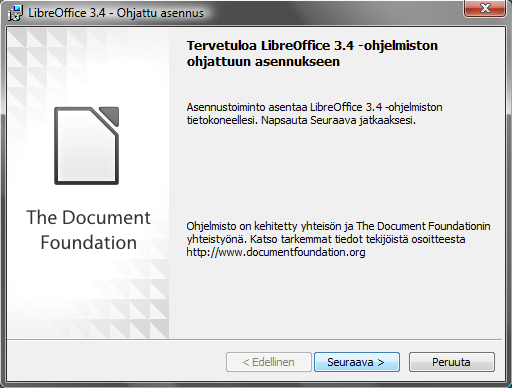 LibreOffice 3.4 - Ohjattu asennus
Tervetuloa LibreOffice 3.4 -ohjelmiston
ohjattuun asennukseen
Asennustoiminto asentaa LibreOffice 3.4 -ohjelmiston
tietokoneellesi. Napsauta Seuraava jatkaaksesi.
The Document
Foundation
Ohjelmisto on kehitetty yhteisön ja The Document Foundationin
yhteistyönä. Katso tarkemmat tiedot tekijöistä osoitteesta
http://www.documentfoundation.org
< Edellinen
Seuraava >
Peruuta